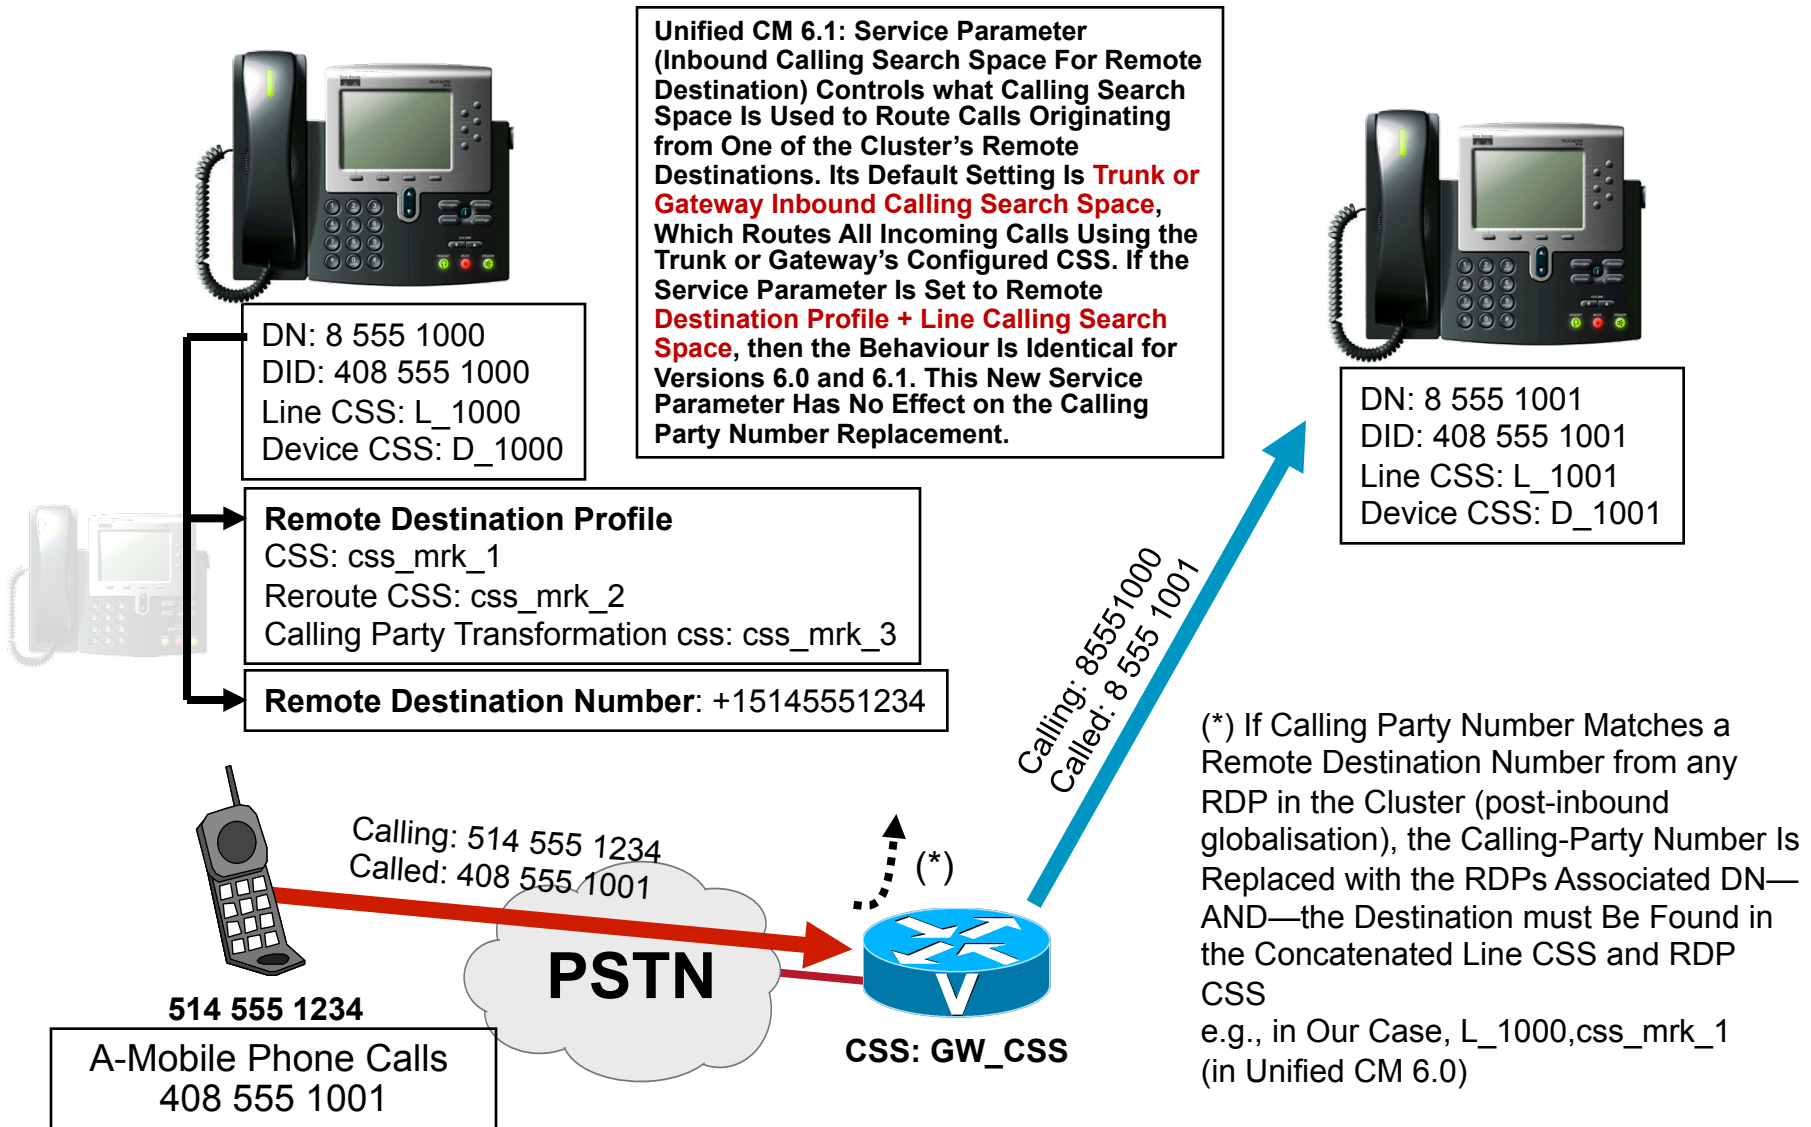 Unified CM 6.1: Service Parameter
(Inbound Calling Search Space For Remote
Destination) Controls what Calling Search
Space Is Used to Route Calls Originating
from One of the Cluster’s Remote
Destinations. Its Default Setting Is Trunk or
Gateway Inbound Calling Search Space,
Which Routes All Incoming Calls Using the
Trunk or Gateway’s Configured CSS. If the
Service Parameter Is Set to Remote
Destination Profile + Line Calling Search
Space, then the Behaviour Is Identical for
Versions 6.0 and 6.1. This New Service
Parameter Has No Effect on the Calling
Party Number Replacement.
DN: 8 555 1000
DID: 408 555 1000
Line CSS: L_1000
Device CSS: D_1000
DN: 8 555 1001
DID: 408 555 1001
Line CSS: L_1001
Device CSS: D_1001
Remote Destination Profile
CSS: css_mrk_1
Reroute CSS: css_mrk_2
Calling Party Transformation css: css_mrk_3
Remote Destination Number: +15145551234
Calling: 85551000
Called: 8 555 1001
(*) If Calling Party Number Matches a
Remote Destination Number from any
RDP in the Cluster (post-inbound
globalisation), the Calling-Party Number Is
Replaced with the RDPs Associated DN—
AND—the Destination must Be Found in
the Concatenated Line CSS and RDP
CSS
e.g., in Our Case, L_1000,css_mrk_1
(in Unified CM 6.0)
Calling: 514 555 1234
Called: 408 555 1001
(*)
PSTN
V
514 555 1234
CSS: GW_CSS
A-Mobile Phone Calls
408 555 1001